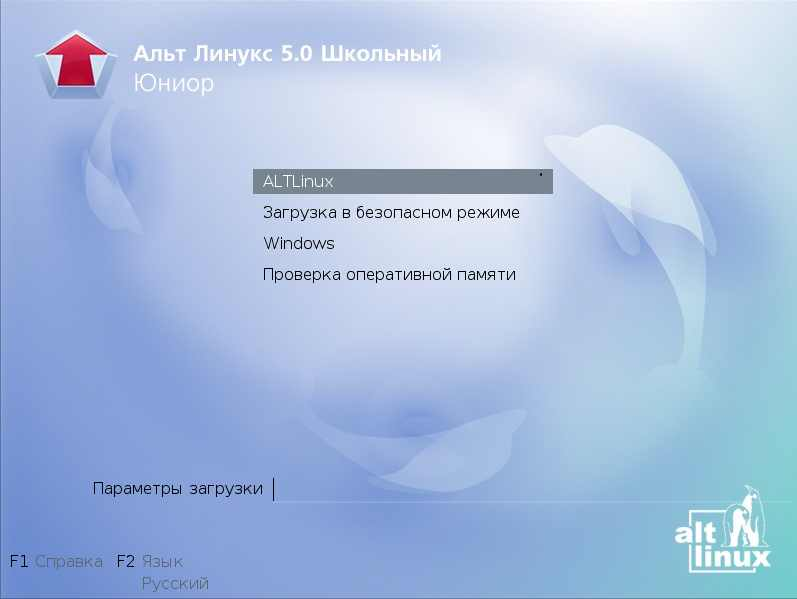 Альт Линукс 5.0 Школьный
Юниор
ALTLinux
Загрузка в безопасном режиме
Windows
Проверка оперативной памяти
Параметры загрузки
alt
linux
F1 Справка F2 Язык
Русский